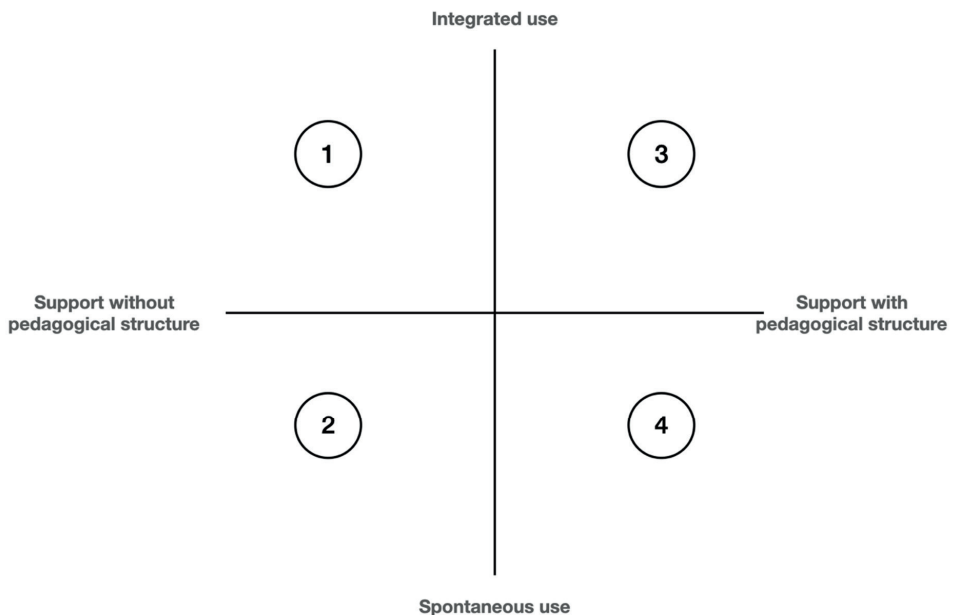 Integrated use
1
3
Support without
pedagogical structure
Support with
pedagogical structure
2
4
Spontaneous use